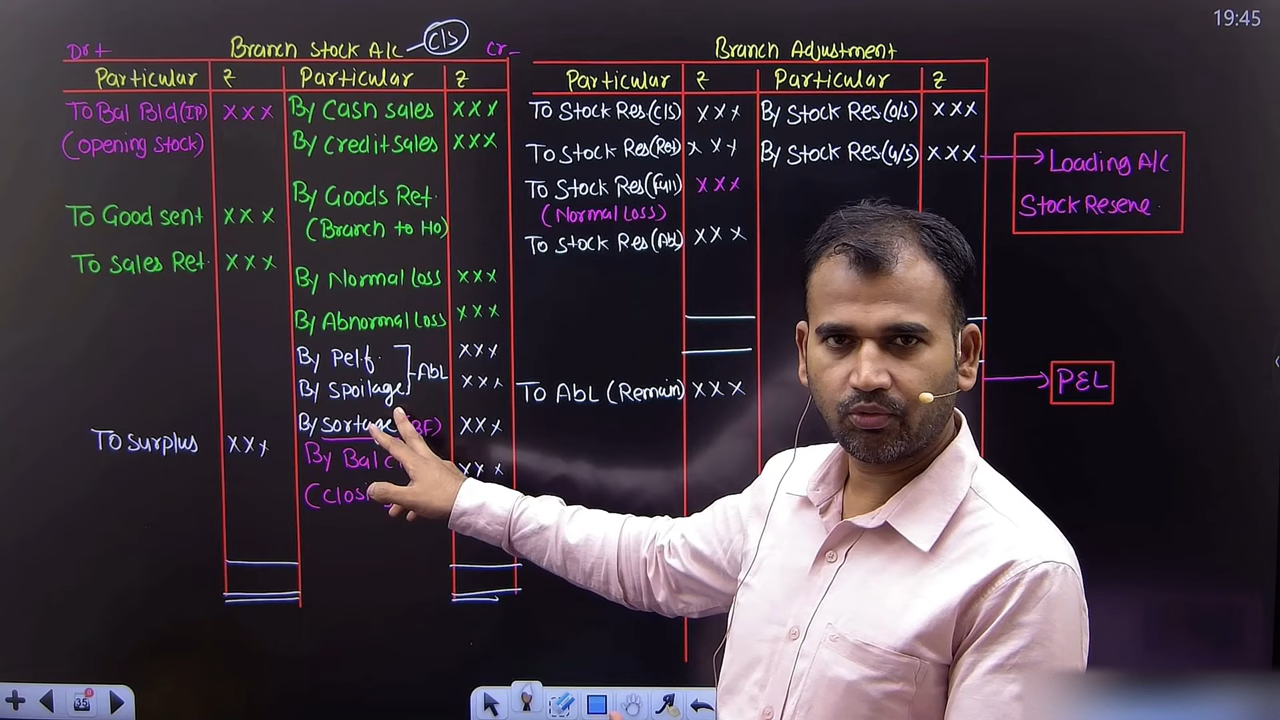 19:45
Branch Stock A/c C/S
Dr +
Cr -
Particular ₹ Particular ₹
To Bal B/d (IP) xxx By Cash sales xxx
(opening stock) By Credit sales xxx
By Goods Ret.
To Good sent xxx (Branch to HO)
To Sales Ret. xxx By Normal Loss xxx
By Abnormal Loss xxx
By Pelf. xxx
AbL
By Spoilage xxx
By Sortage (BF) xxx
To Surplus xxx By Bal xxx
Branch Adjustment
Particular ₹ Particular ₹
To Stock Res (C/S) xxx By Stock Res (O/S) xxx
To Stock Res (Ret) xxx By Stock Res (G/S) xxx
To Stock Res (Full) xxx
(Normal Loss)
To Stock Res (AbL) xxx
To AbL (Remain) xxx
Loading A/c
Stock Resene
P&L
35